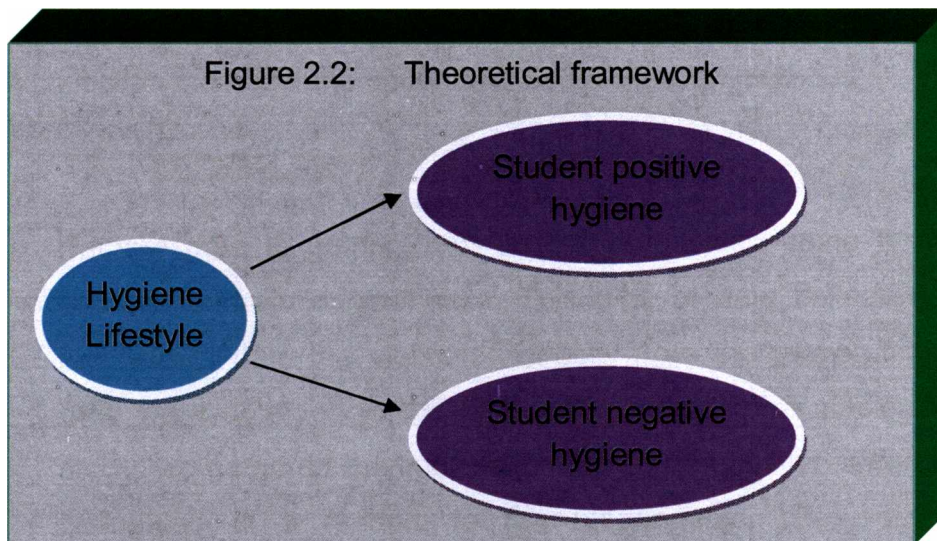 Figure 2.2: Theoretical framework
Student positive
hygiene
Hygiene
Lifestyle
Student negative
hygiene